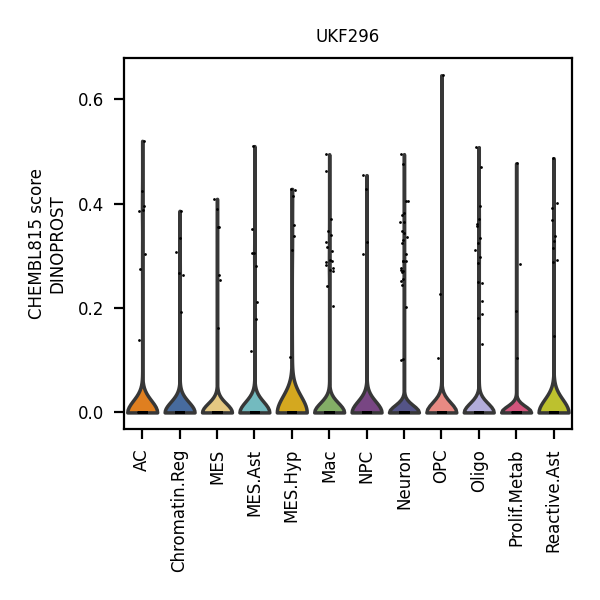 UKF296
CHEMBL815 score
DINOPROST
0.6
0.4
0.2
0.0
AC
Chromatin.Reg
MES
MES.Ast
MES.Hyp
Mac
NPC
Neuron
OPC
Oligo
Prolif.Metab
Reactive.Ast